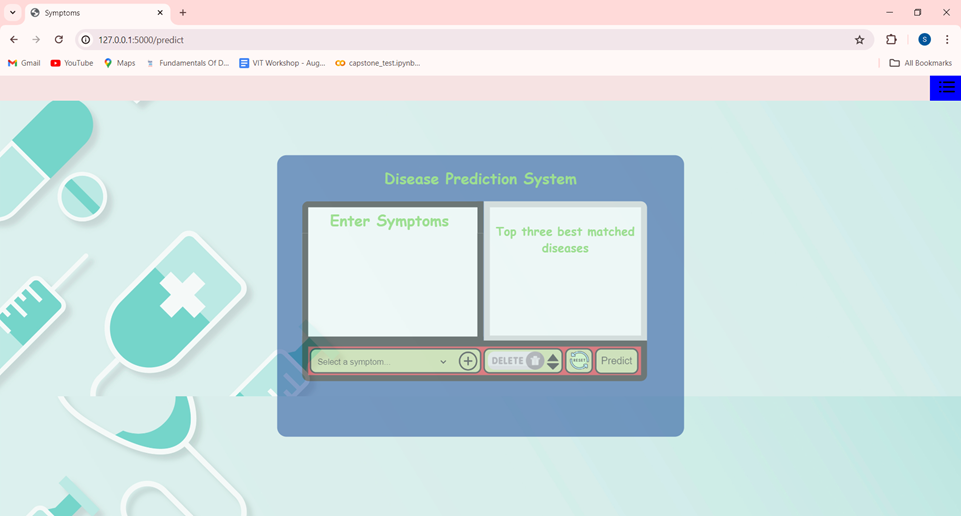 Symptoms
127.0.0.1:5000/predict
S
Gmail YouTube Maps Fundamentals Of D... VIT Workshop - Aug... capstone_test.ipynb... All Bookmarks
Disease Prediction System
Enter Symptoms
Top three best matched
diseases
Select a symptom... DELETE RESET Predict